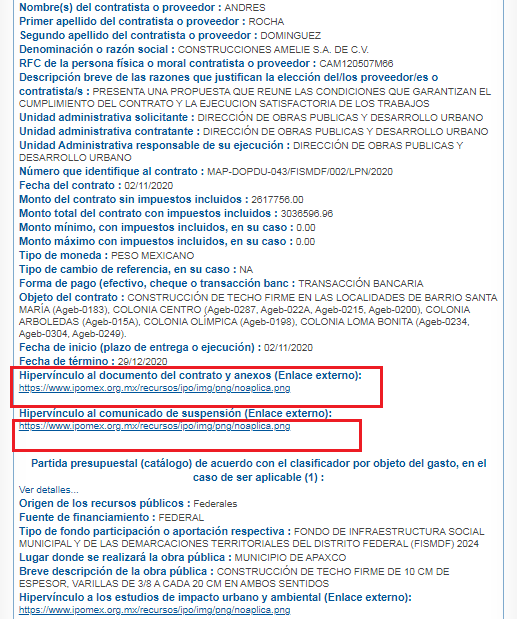 Nombre(s) del contratista o proveedor : ANDRES
Primer apellido del contratista o proveedor : ROCHA
Segundo apellido del contratista o proveedor : DOMINGUEZ
Denominación o razón social : CONSTRUCCIONES AMELIE S.A. DE C.V.
RFC de la persona física o moral contratista o proveedor : CAM120507M66
Descripción breve de las razones que justifican la elección del/los proveedor/es o
contratista/s : PRESENTA UNA PROPUESTA QUE REUNE LAS CONDICIONES QUE GARANTIZAN EL
CUMPLIMIENTO DEL CONTRATO Y LA EJECUCION SATISFACTORIA DE LOS TRABAJOS
Unidad administrativa solicitante : DIRECCIÓN DE OBRAS PUBLICAS Y DESARROLLO URBANO
Unidad administrativa contratante : DIRECCIÓN DE OBRAS PUBLICAS Y DESARROLLO URBANO
Unidad Administrativa responsable de su ejecución : DIRECCIÓN DE OBRAS PUBLICAS Y
DESARROLLO URBANO
Número que identifique al contrato : MAP-DOPDU-043/FISMDF/002/LPN/2020
Fecha del contrato : 02/11/2020
Monto del contrato sin impuestos incluidos : 2617756.00
Monto total del contrato con impuestos incluidos : 3036596.96
Monto mínimo, con impuestos incluidos, en su caso : 0.00
Monto máximo con impuestos incluidos, en su caso : 0.00
Tipo de moneda : PESO MEXICANO
Tipo de cambio de referencia, en su caso : NA
Forma de pago (efectivo, cheque o transacción banc : TRANSACCIÓN BANCARIA
Objeto del contrato : CONSTRUCCIÓN DE TECHO FIRME EN LAS LOCALIDADES DE BARRIO SANTA
MARÍA (Ageb-0183), COLONIA CENTRO (Ageb-0287, Ageb-022A, Ageb-0215, Ageb-0200), COLONIA
ARBOLEDAS (Ageb-015A), COLONIA OLÍMPICA (Ageb-0198), COLONIA LOMA BONITA (Ageb-0234,
Ageb-0304, Ageb-0249).
Fecha de inicio (plazo de entrega o ejecución) : 02/11/2020
Fecha de término : 29/12/2020
Hipervínculo al documento del contrato y anexos (Enlace externo):
https://www.ipomex.org.mx/recursos/ipo/img/png/noaplica.png
Hipervínculo al comunicado de suspensión (Enlace externo):
https://www.ipomex.org.mx/recursos/ipo/img/png/noaplica.png
Partida presupuestal (catálogo) de acuerdo con el clasificador por objeto del gasto, en el
caso de ser aplicable (1) :
Ver detalles...
Origen de los recursos públicos : Federales
Fuente de financiamiento : FEDERAL
Tipo de fondo participación o aportación respectiva : FONDO DE INFRAESTRUCTURA SOCIAL
MUNICIPAL Y DE LAS DEMARCACIONES TERRITORIALES DEL DISTRITO FEDERAL (FISMDF) 2024
Lugar donde se realizará la obra pública : MUNICIPIO DE APAXCO
Breve descripción de la obra pública : CONSTRUCCIÓN DE TECHO FIRME DE 10 CM DE
ESPESOR, VARILLAS DE 3/8 A CADA 20 CM EN AMBOS SENTIDOS
Hipervínculo a los estudios de impacto urbano y ambiental (Enlace externo):
https://www.ipomex.org.mx/recursos/ipo/img/png/noaplica.png